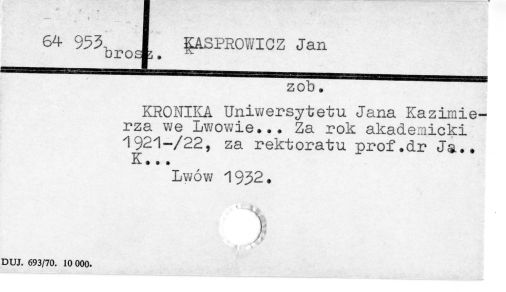 64 953 KASPROWICZ Jan
brosz.
zob.
KRONIKA Uniwersytetu Jana Kazimie-
rza we Lwowie... Za rok akademicki
1921-/22, za rektoratu prof.dr Ja..
K...
Lwów 1932.
DUJ. 693/70. 10 000.